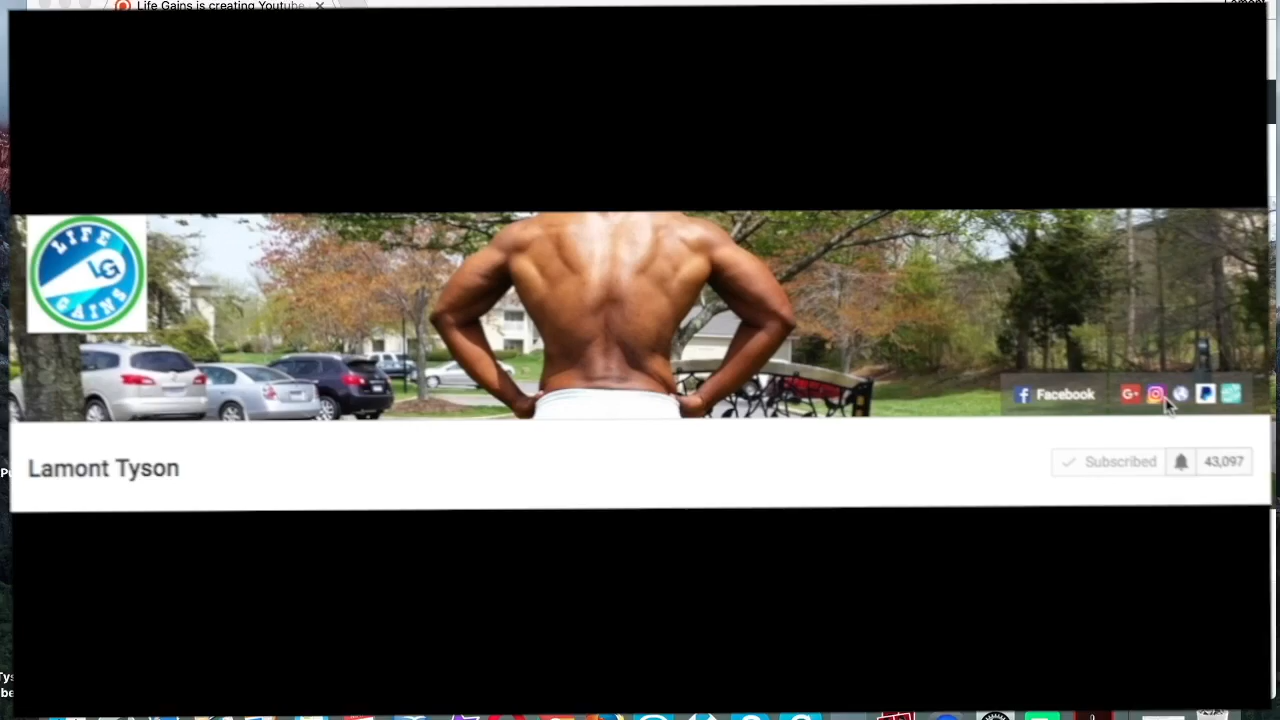 Life Gains is creating Youtube
LIFE
LG
GAINS
Facebook
G+
Lamont Tyson
Subscribed
43,097